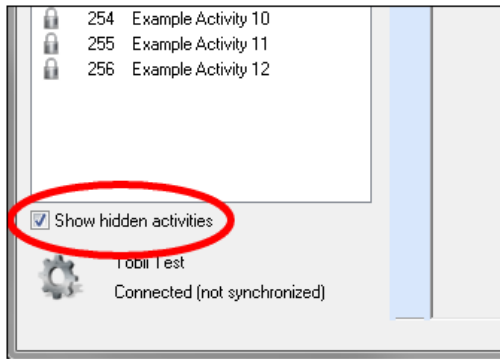 254 Example Activity 10
255 Example Activity 11
256 Example Activity 12
Show hidden activities
Tobii Test
Connected (not synchronized)